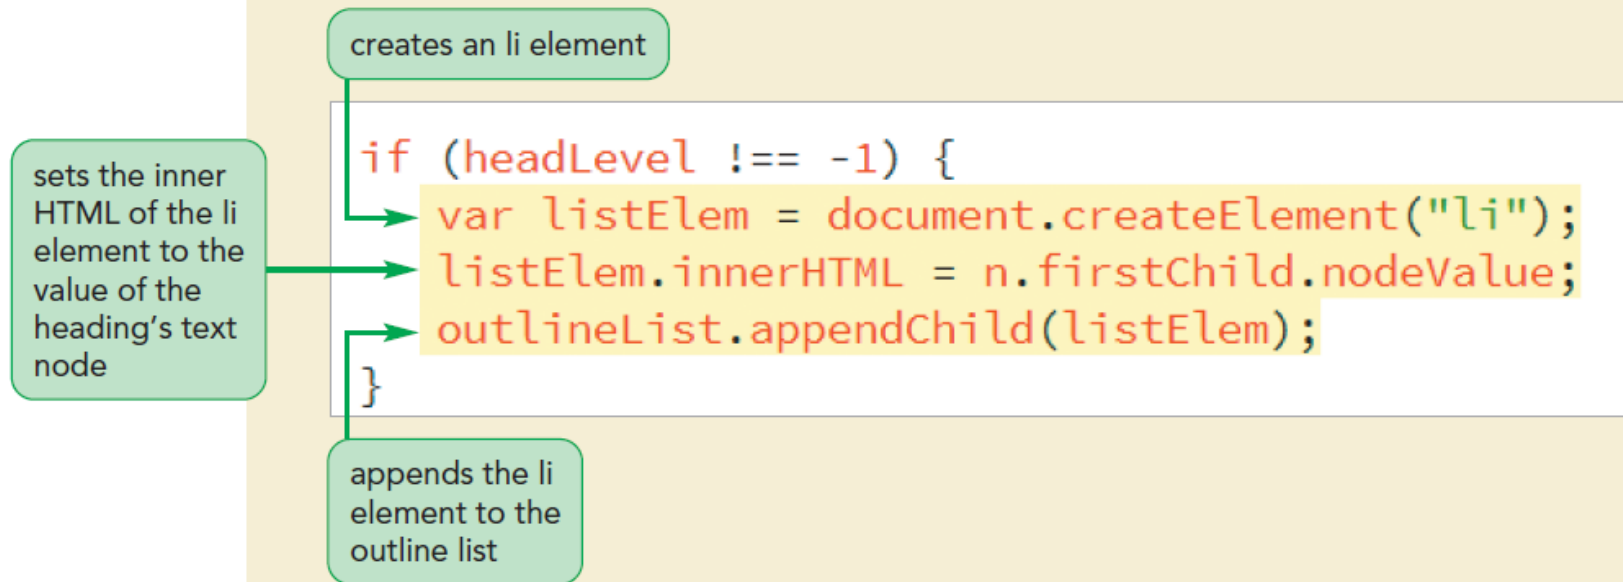 creates an li element
sets the inner
HTML of the li
element to the
value of the
heading’s text
node
if (headLevel !== -1) {
var listElem = document.createElement("li");
listElem.innerHTML = n.firstChild.nodeValue;
outlineList.appendChild(listElem);
}
appends the li
element to the
outline list